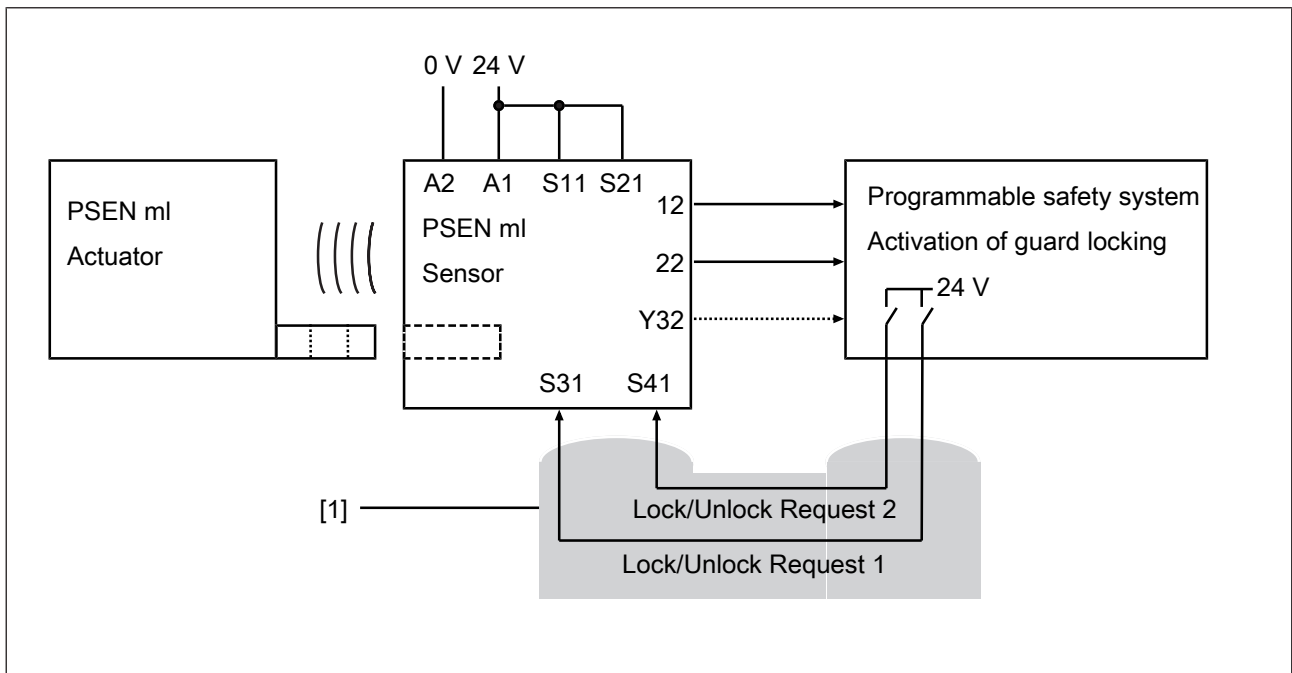 0 V 24 V
PSEN ml
Actuator
A2 A1 S11 S21
PSEN ml
Sensor
12
22
Y32
S31 S41
Programmable safety system
Activation of guard locking
24 V
[1]
Lock/Unlock Request 2
Lock/Unlock Request 1